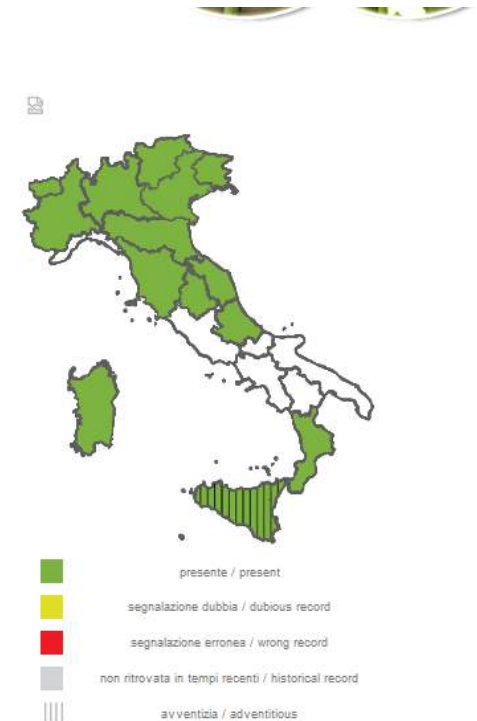 presente / present
segnalazione dubbia / dubious record
segnalazione erronea / wrong record
non ritrovata in tempi recenti / historical record
avventizia / adventitious